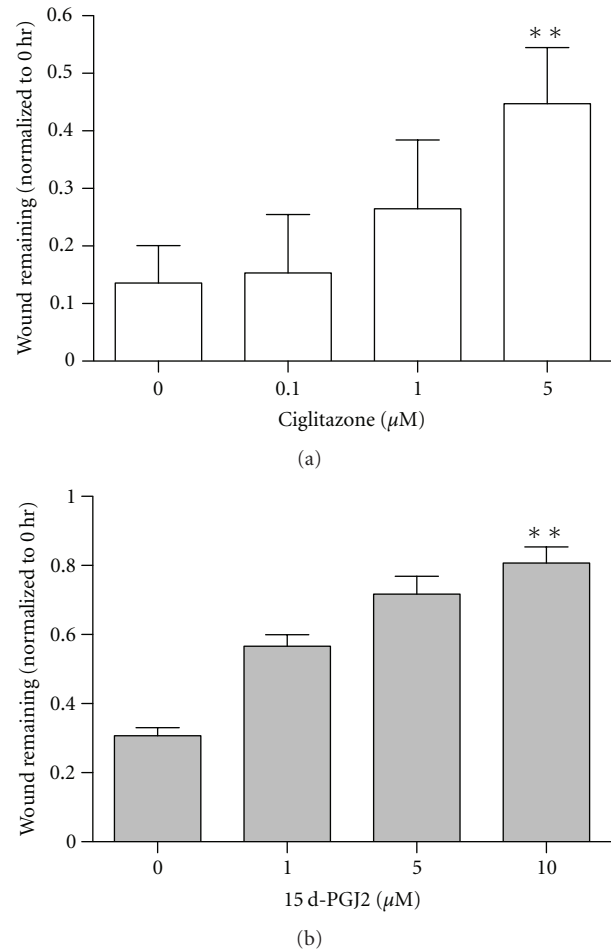 Wound remaining (normalized to 0 hr)
0.6
0.5
0.4
0.3
0.2
0.1
0
∗∗
0 0.1 1 5
Ciglitazone (µM)
(a)
Wound remaining (normalized to 0 hr)
1
0.8
0.6
0.4
0.2
0
∗∗
0 1 5 10
15 d-PGJ2 (µM)
(b)